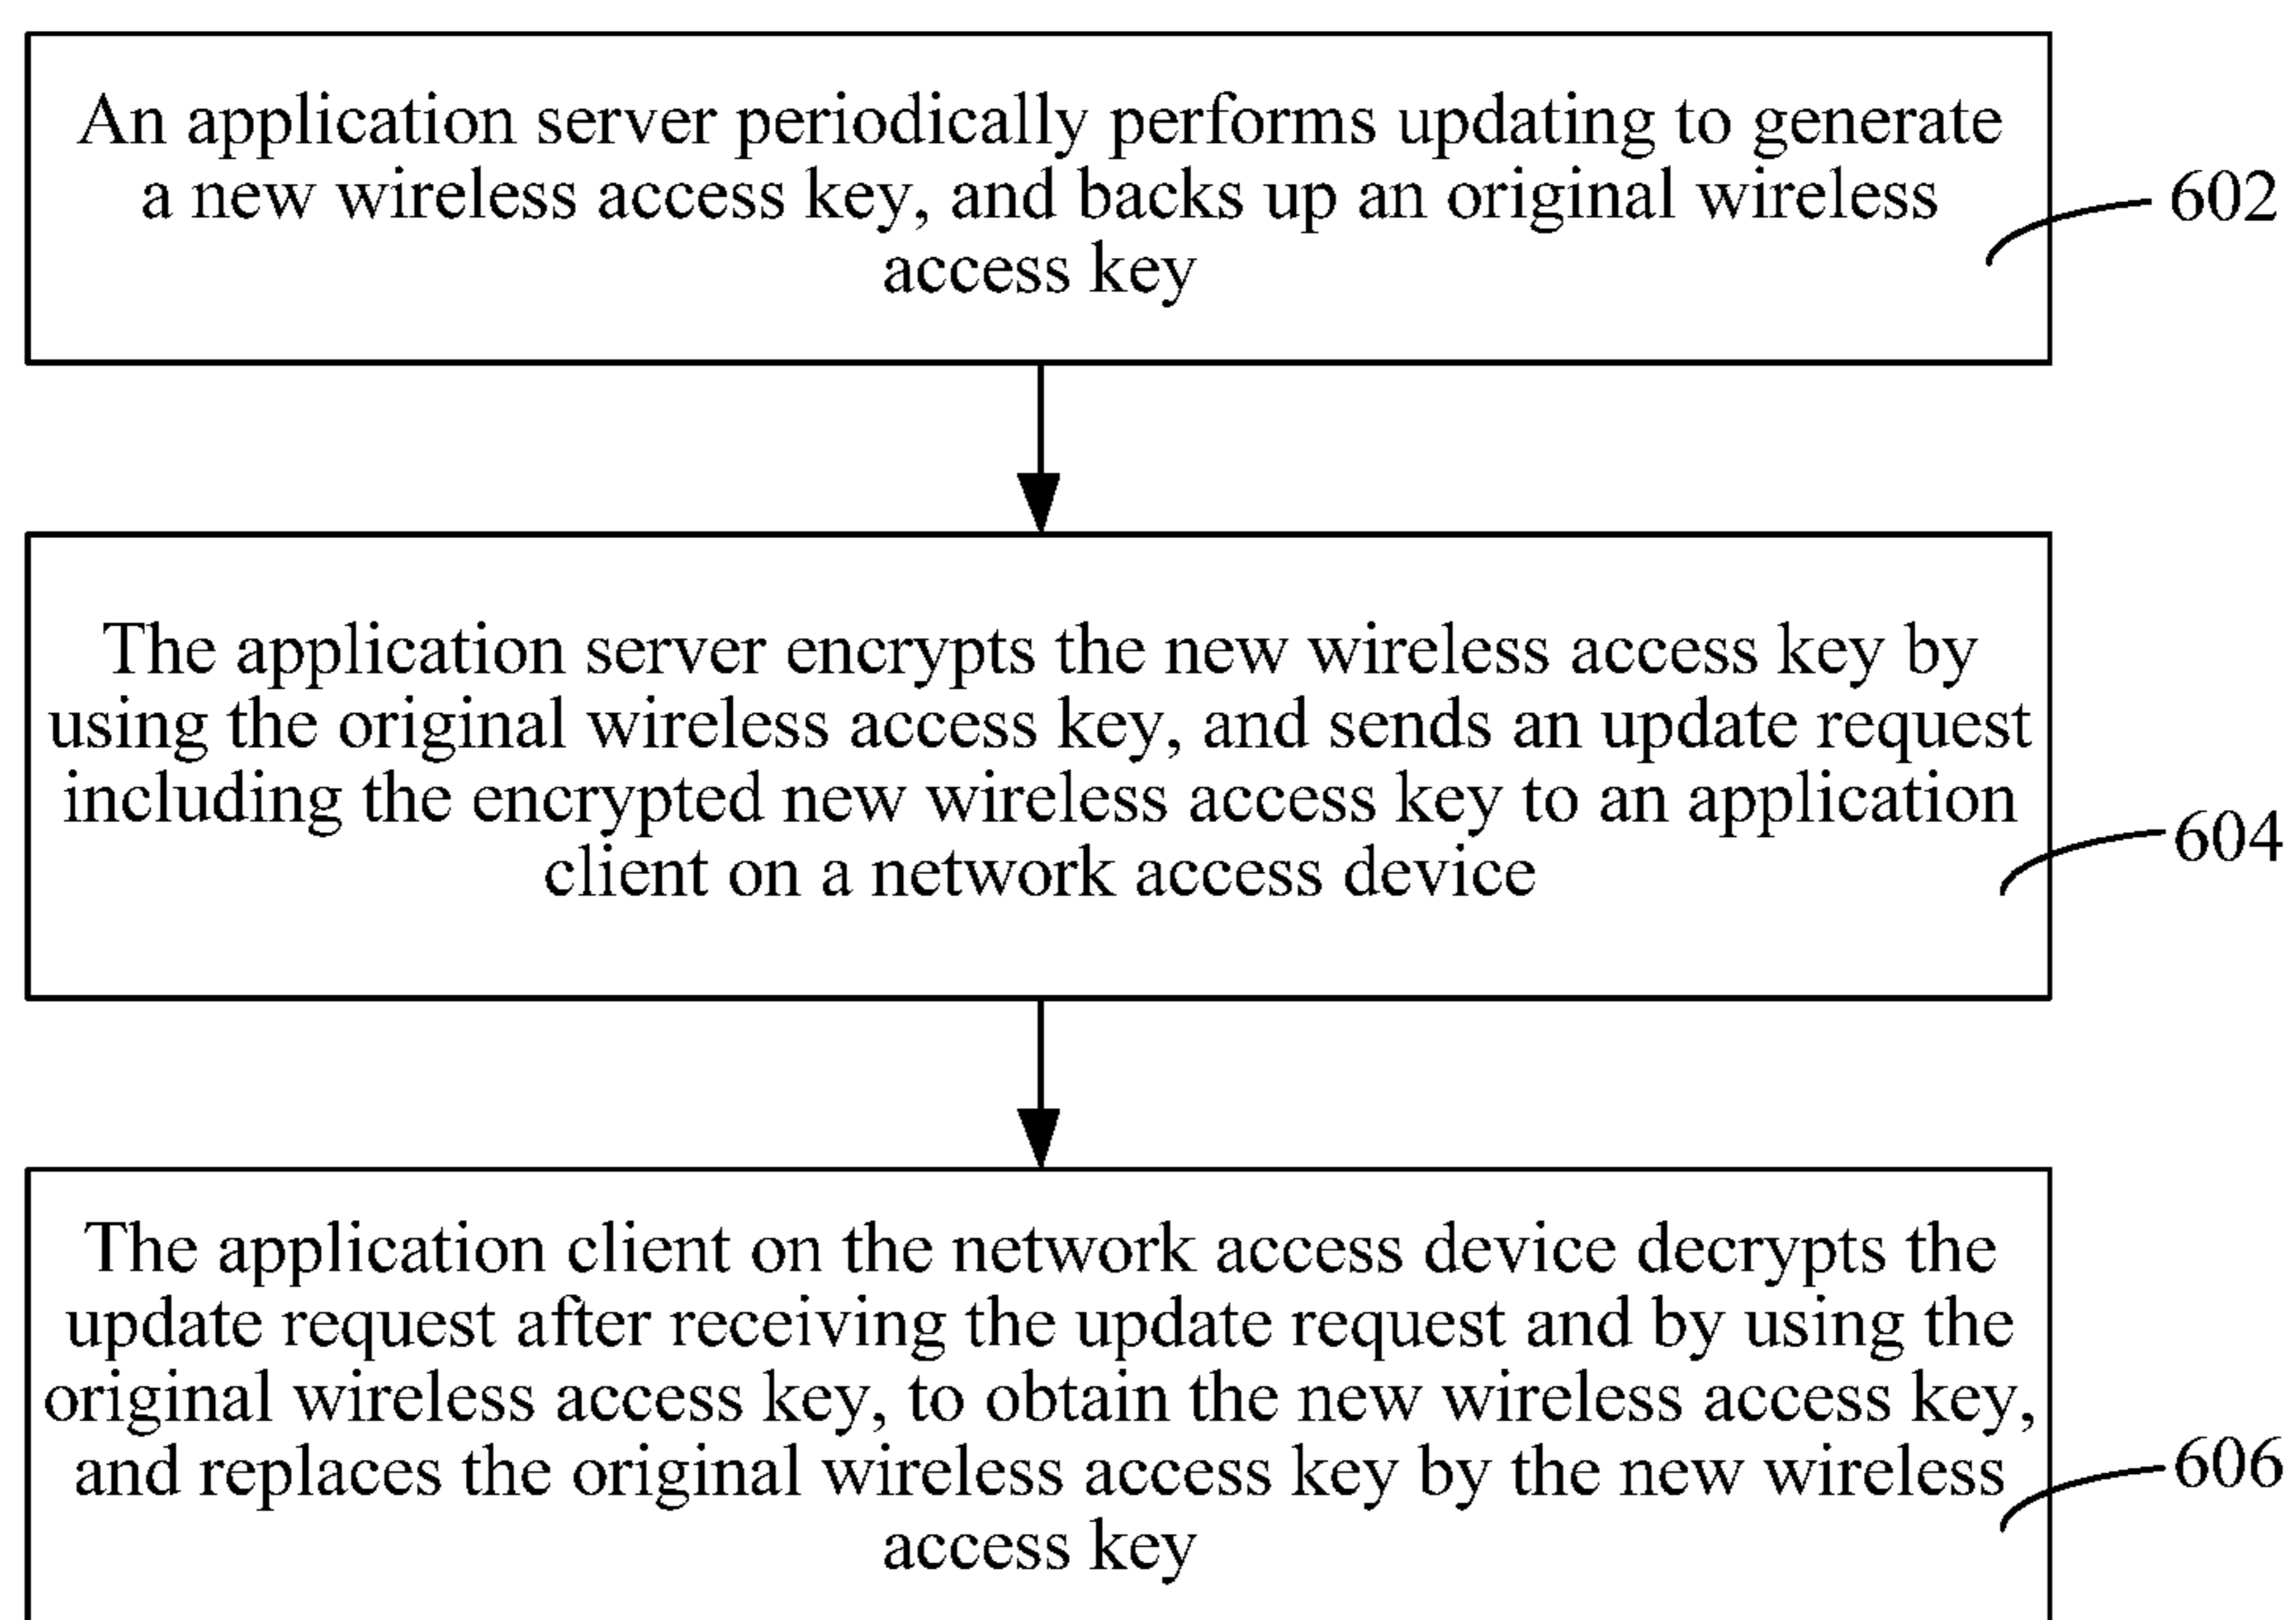 An application server periodically performs updating to generate
a new wireless access key, and backs up an original wireless
access key
602
The application server encrypts the new wireless access key by
using the original wireless access key, and sends an update request
including the encrypted new wireless access key to an application
client on a network access device
604
The application client on the network access device decrypts the
update request after receiving the update request and by using the
original wireless access key, to obtain the new wireless access key,
and replaces the original wireless access key by the new wireless
access key
606